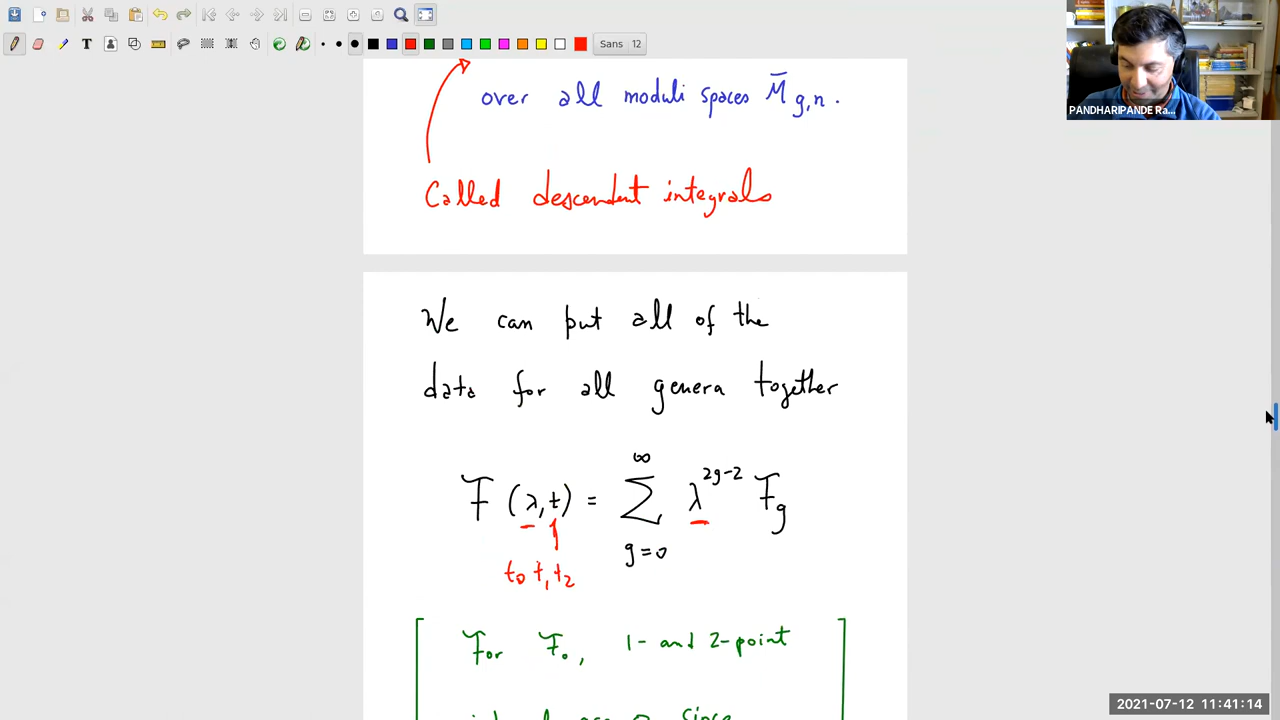 Sans 12
PANDHARIPANDE Ra...
over all moduli spaces M̄ g,n.
Called descendent integrals
We can put all of the
data for all genera together
F (λ, t) = ∑ λ^{2g-2} F_g
∞
g=0
t₀ t₁ t₂
For F₀, 1- and 2-point
since
2021-07-12 11:41:14